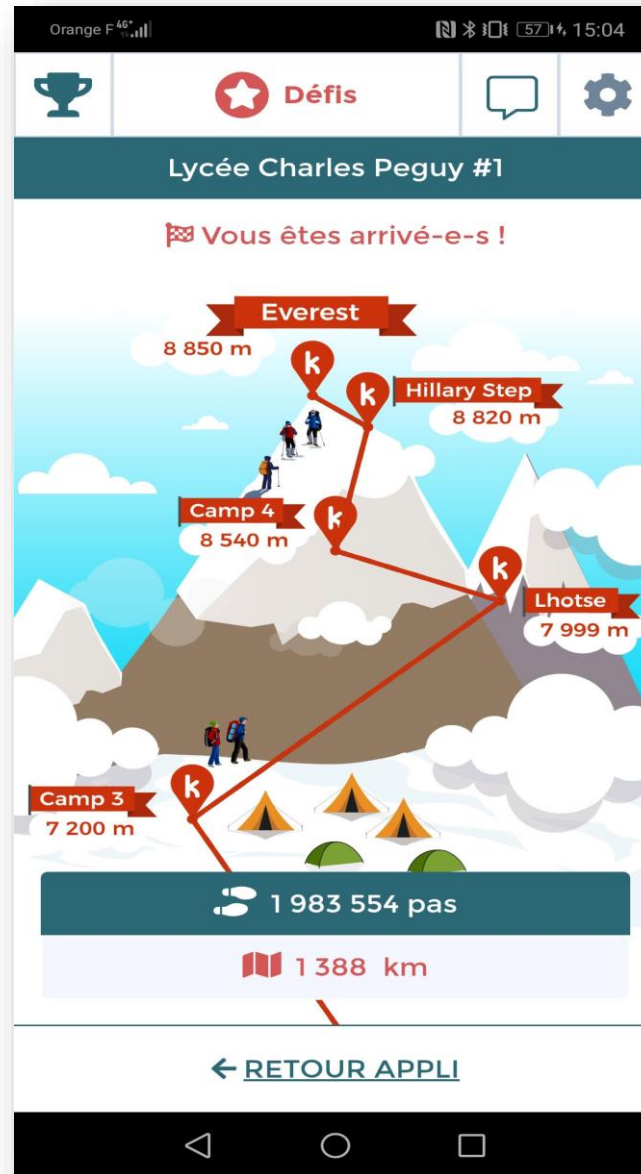 Orange F 4G+ 57 15:04
Défis
Lycée Charles Peguy #1
Vous êtes arrivé-e-s !
Everest
8 850 m
k
k
Hillary Step
8 820 m
Camp 4
8 540 m
k
k
Lhotse
7 999 m
k
Camp 3
7 200 m
1 983 554 pas
1 388 km
← RETOUR APPLI